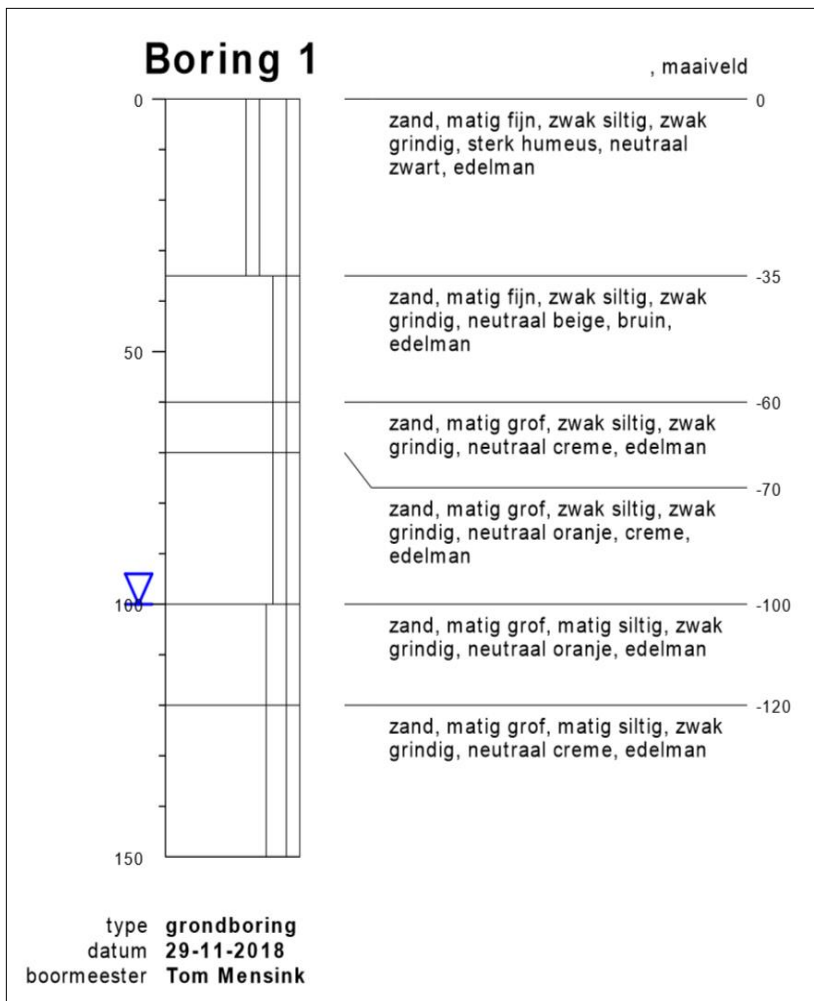 Boring 1
, maaiveld
0
0
zand, matig fijn, zwak siltig, zwak
grindig, sterk humeus, neutraal
zwart, edelman
-35
zand, matig fijn, zwak siltig, zwak
grindig, neutraal beige, bruin,
edelman
50
-60
zand, matig grof, zwak siltig, zwak
grindig, neutraal creme, edelman
-70
zand, matig grof, zwak siltig, zwak
grindig, neutraal oranje, creme,
edelman
100
-100
zand, matig grof, matig siltig, zwak
grindig, neutraal oranje, edelman
-120
zand, matig grof, matig siltig, zwak
grindig, neutraal creme, edelman
150
type grondboring
datum 29-11-2018
boormeester Tom Mensink